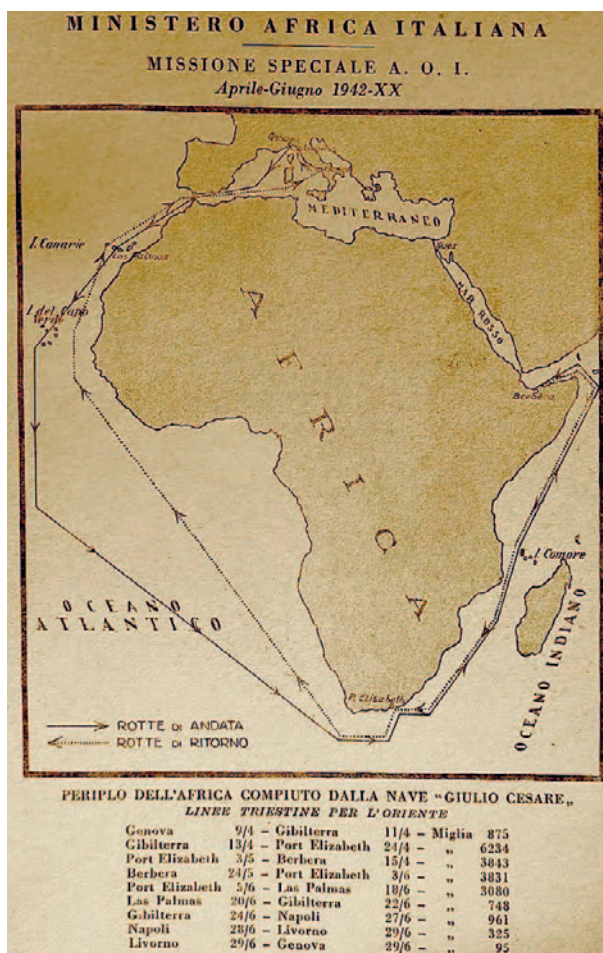 MINISTERO AFRICA ITALIANA
MISSIONE SPECIALE A. O. I.
Aprile-Giugno 1942-XX
MEDITERRANEO
Suez
I. Canarie
Las Palmas
I. del Capo
Verde
MAR ROSSO
Berbera
AFRICA
I. Comore
OCEANO
ATLANTICO
OCEANO INDIANO
P. Elizabeth
ROTTE DI ANDATA
ROTTE DI RITORNO
PERIPLO DELL'AFRICA COMPIUTO DALLA NAVE "GIULIO CESARE„
LINEE TRIESTINE PER L'ORIENTE
Genova 9/4 – Gibilterra 11/4 – Miglia 875
Gibilterra 13/4 – Port Elizabeth 24/4 – „ 6234
Port Elizabeth 3/5 – Berbera 15/4 – „ 3843
Berbera 24/5 – Port Elizabeth 3/6 – „ 3831
Port Elizabeth 5/6 – Las Palmas 18/6 – „ 3080
Las Palmas 20/6 – Gibilterra 22/6 – „ 748
Gibilterra 24/6 – Napoli 27/6 – „ 961
Napoli 28/6 – Livorno 29/6 – „ 325
Livorno 29/6 – Genova 29/6 – „ 95